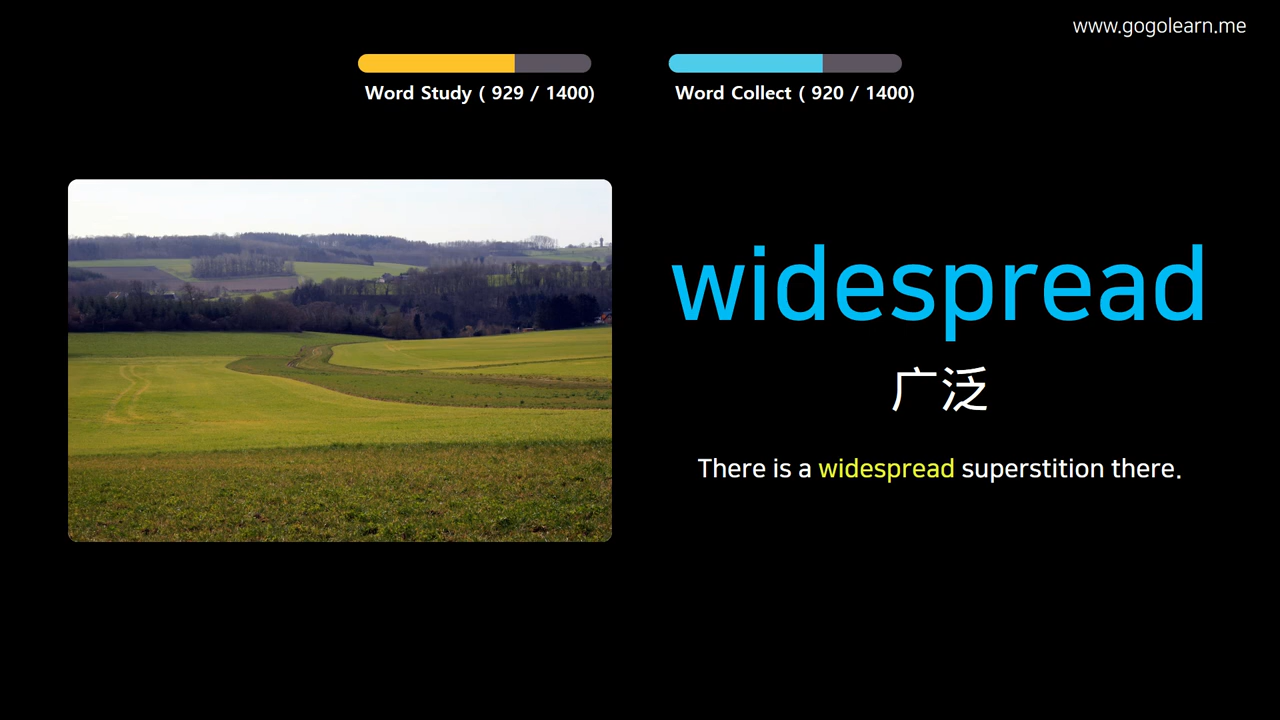 www.gogolearn.me
Word Study ( 929 / 1400)
Word Collect ( 920 / 1400)
widespread
广泛
There is a widespread superstition there.